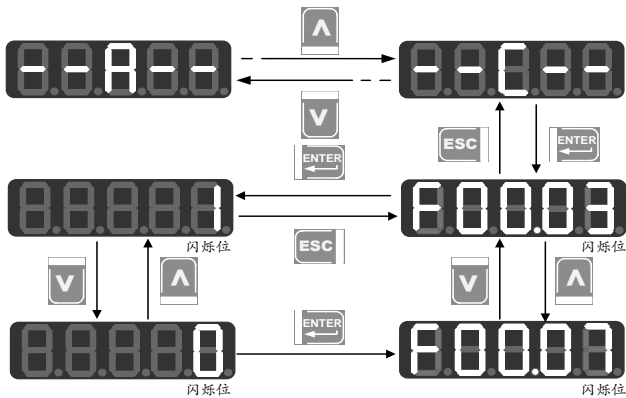 --A--
∧
--C--
∨
ESC
ENTER
ENTER
1
F00.03
闪烁位
ESC
闪烁位
∨
∧
∨
∧
0
ENTER
F00.07
闪烁位
闪烁位